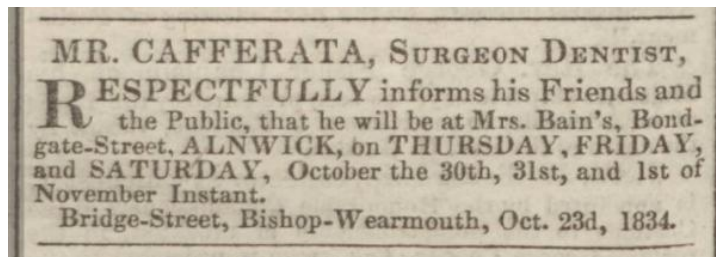 MR. CAFFERATA, SURGEON DENTIST,
RESPECTFULLY informs his Friends and
the Public, that he will be at Mrs. Bain's, Bond-
gate-Street, ALNWICK, on THURSDAY, FRIDAY,
and SATURDAY, October the 30th, 31st, and 1st of
November Instant.
Bridge-Street, Bishop-Wearmouth, Oct. 23d, 1834.